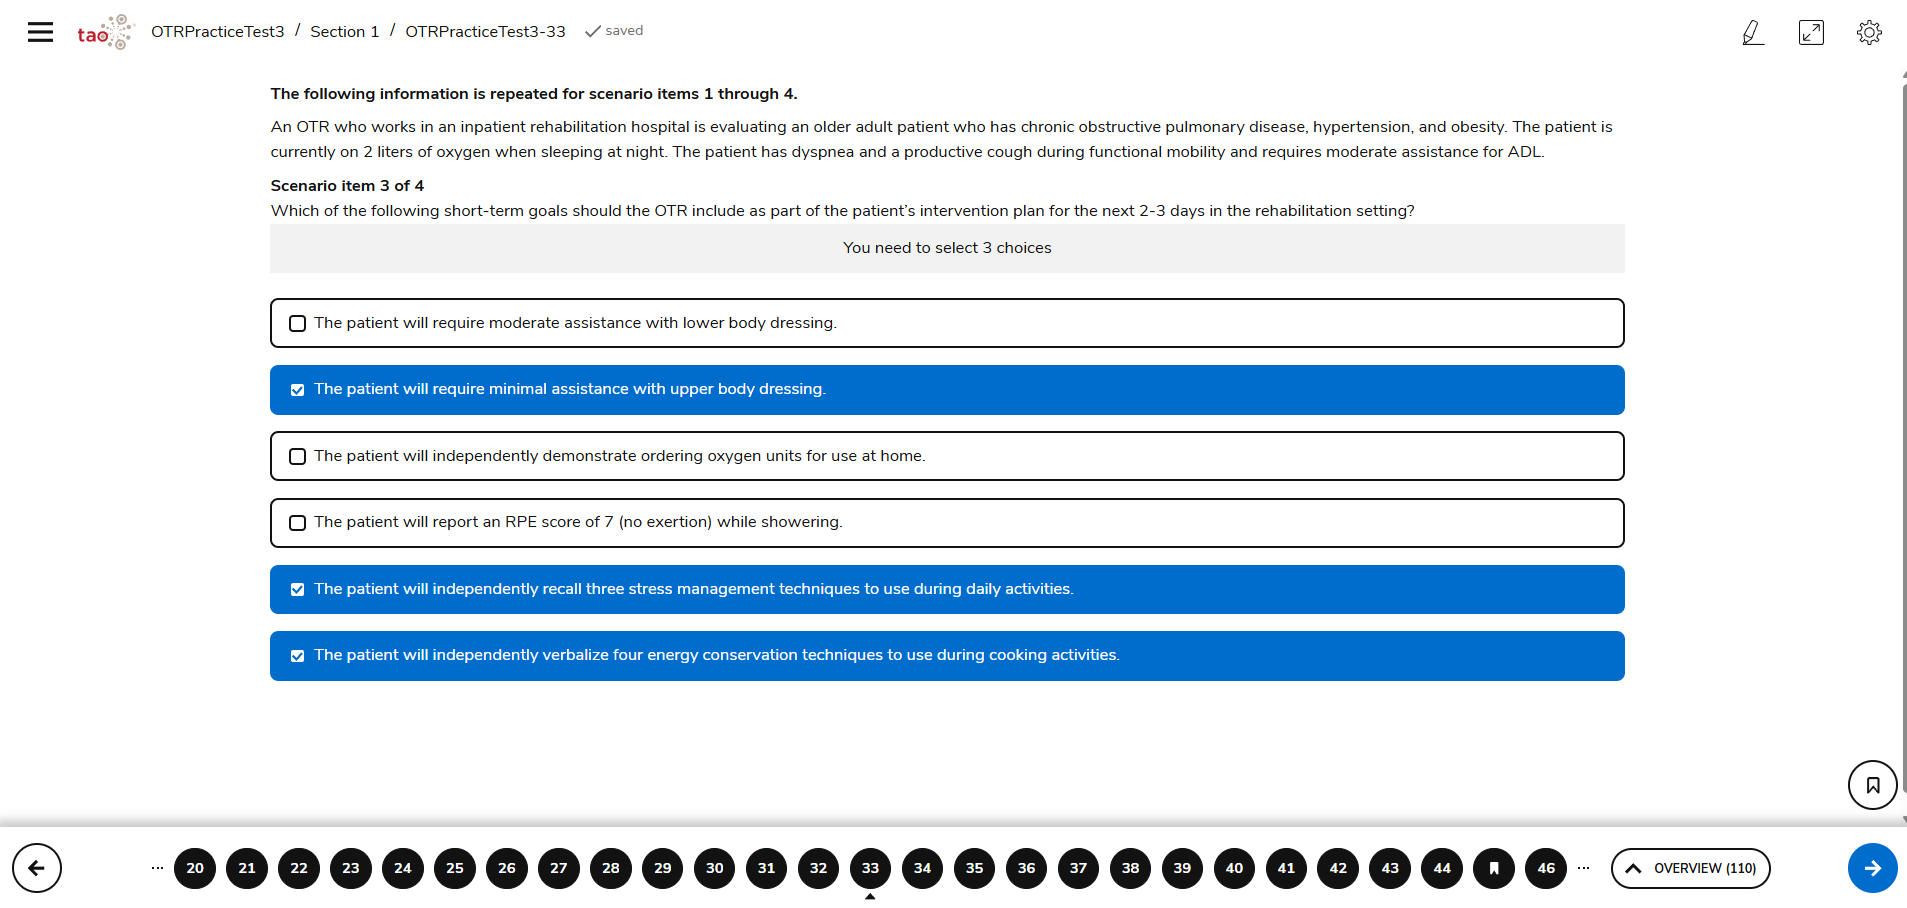 tao
OTRPracticeTest3 / Section 1 / OTRPracticeTest3-33 saved
The following information is repeated for scenario items 1 through 4.
An OTR who works in an inpatient rehabilitation hospital is evaluating an older adult patient who has chronic obstructive pulmonary disease, hypertension, and obesity. The patient is
currently on 2 liters of oxygen when sleeping at night. The patient has dyspnea and a productive cough during functional mobility and requires moderate assistance for ADL.
Scenario item 3 of 4
Which of the following short-term goals should the OTR include as part of the patient’s intervention plan for the next 2-3 days in the rehabilitation setting?
You need to select 3 choices
The patient will require moderate assistance with lower body dressing.
The patient will require minimal assistance with upper body dressing.
The patient will independently demonstrate ordering oxygen units for use at home.
The patient will report an RPE score of 7 (no exertion) while showering.
The patient will independently recall three stress management techniques to use during daily activities.
The patient will independently verbalize four energy conservation techniques to use during cooking activities.
... 20 21 22 23 24 25 26 27 28 29 30 31 32 33 34 35 36 37 38 39 40 41 42 43 44 46 ... OVERVIEW (110)